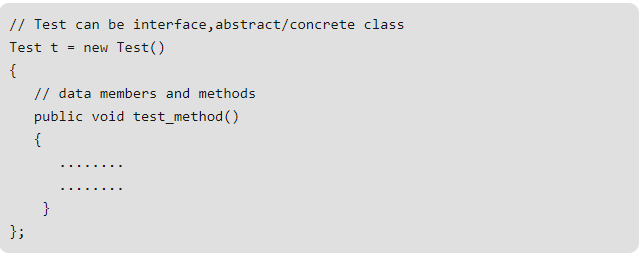 // Test can be interface,abstract/concrete class
Test t = new Test()
{
   // data members and methods
   public void test_method()
   {
      ........
      ........
    }
};